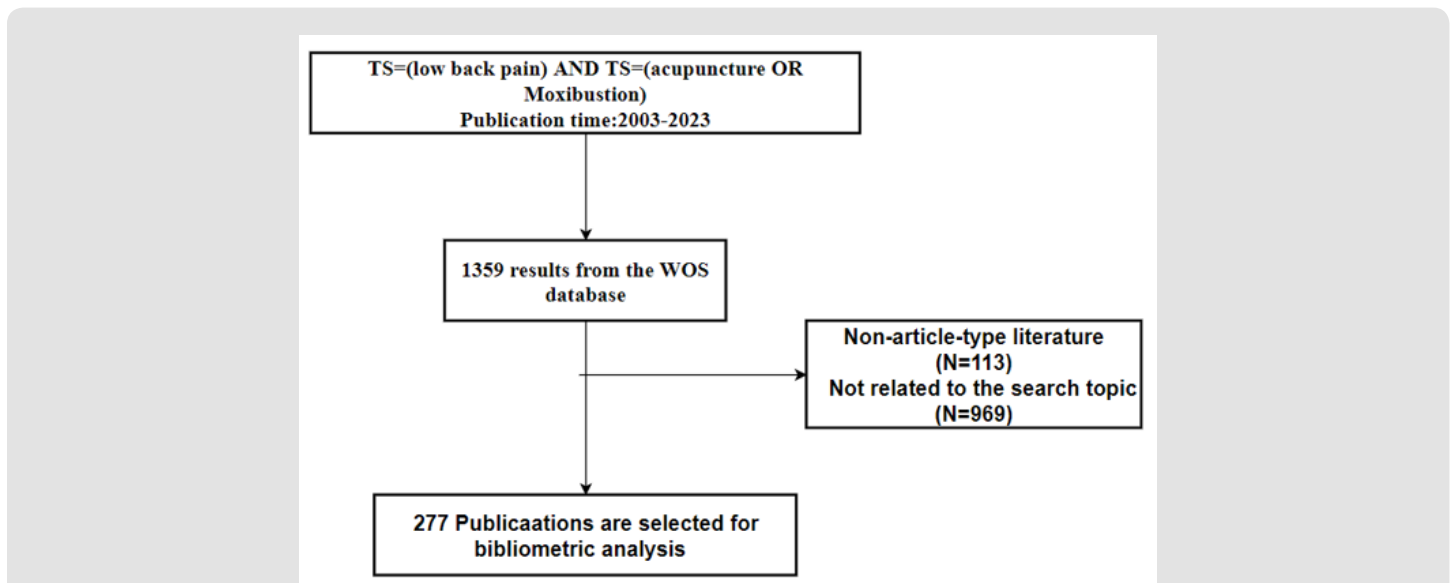 TS=(low back pain) AND TS=(acupuncture OR
Moxibustion)
Publication time:2003-2023
1359 results from the WOS
database
Non-article-type literature
(N=113)
Not related to the search topic
(N=969)
277 Publicaations are selected for
bibliometric analysis